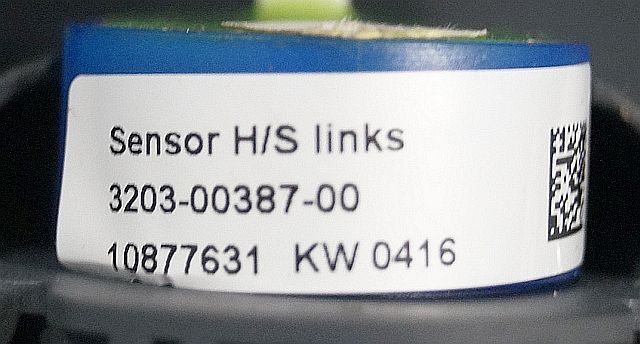 Sensor H/S links
3203-00387-00
10877631 KW 0416